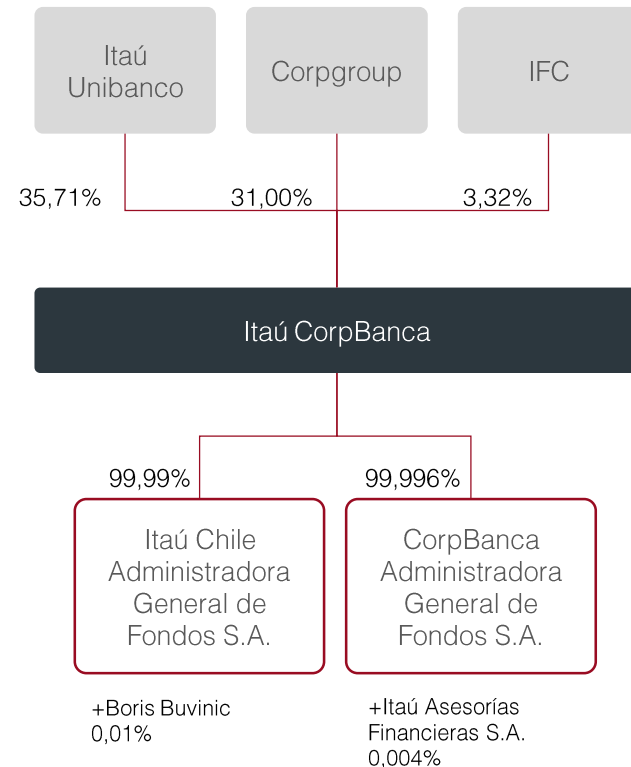 Itaú
Unibanco
Corpgroup
IFC
35,71%
31,00%
3,32%
Itaú CorpBanca
99,99%
99,996%
Itaú Chile
Administradora
General de
Fondos S.A.
CorpBanca
Administradora
General de
Fondos S.A.
+Boris Buvinic
0,01%
+Itaú Asesorías
Financieras S.A.
0,004%